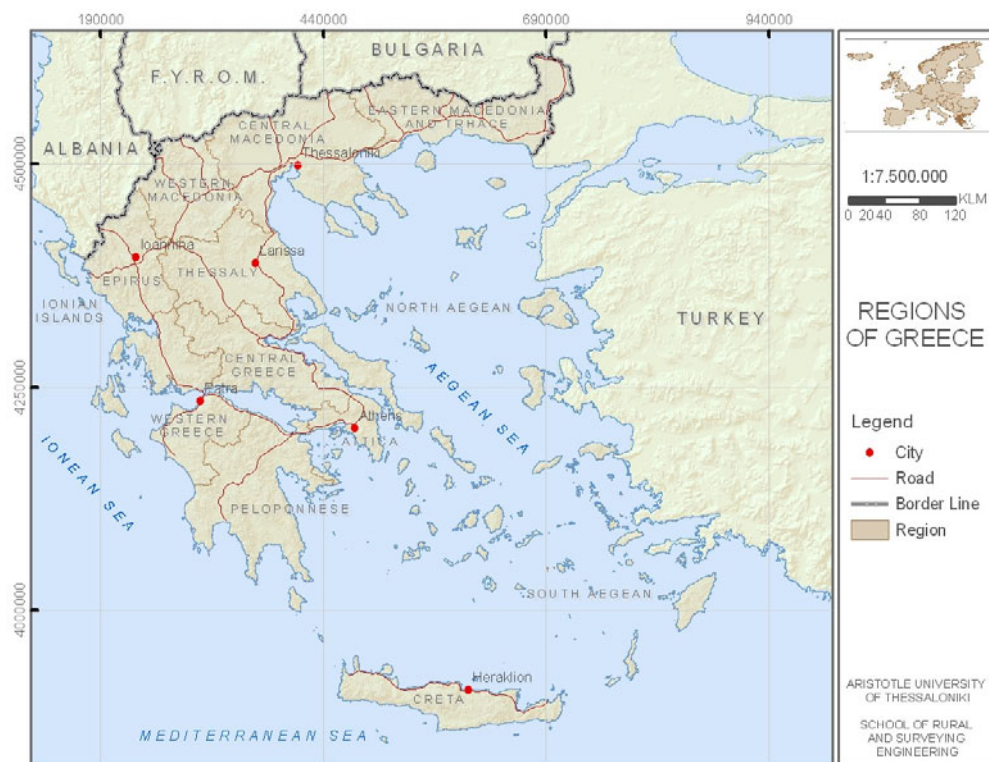 190000
440000
690000
940000
BULGARIA
F.Y.R.O.M.
EASTERN MACEDONIA
AND TRHACE
CENTRAL
MACEDONIA
ALBANIA
Thessaloniki
4500000
WESTERN
MACEDONIA
Ioannina
Larissa
THESSALY
EPIRUS
IONIAN
ISLANDS
NORTH AEGEAN
TURKEY
CENTRAL
GREECE
AEGEAN SEA
4250000
Patra
WESTERN
GREECE
Athens
ATTICA
IONEAN SEA
PELOPONNESE
SOUTH AEGEAN
4000000
Heraklion
CRETA
MEDITERRANEAN SEA
1:7.500.000
KLM
0 20 40 80 120
REGIONS
OF GREECE
Legend
City
Road
Border Line
Region
ARISTOTLE UNIVERSITY
OF THESSALONIKI
SCHOOL OF RURAL
AND SURVEYING
ENGINEERING